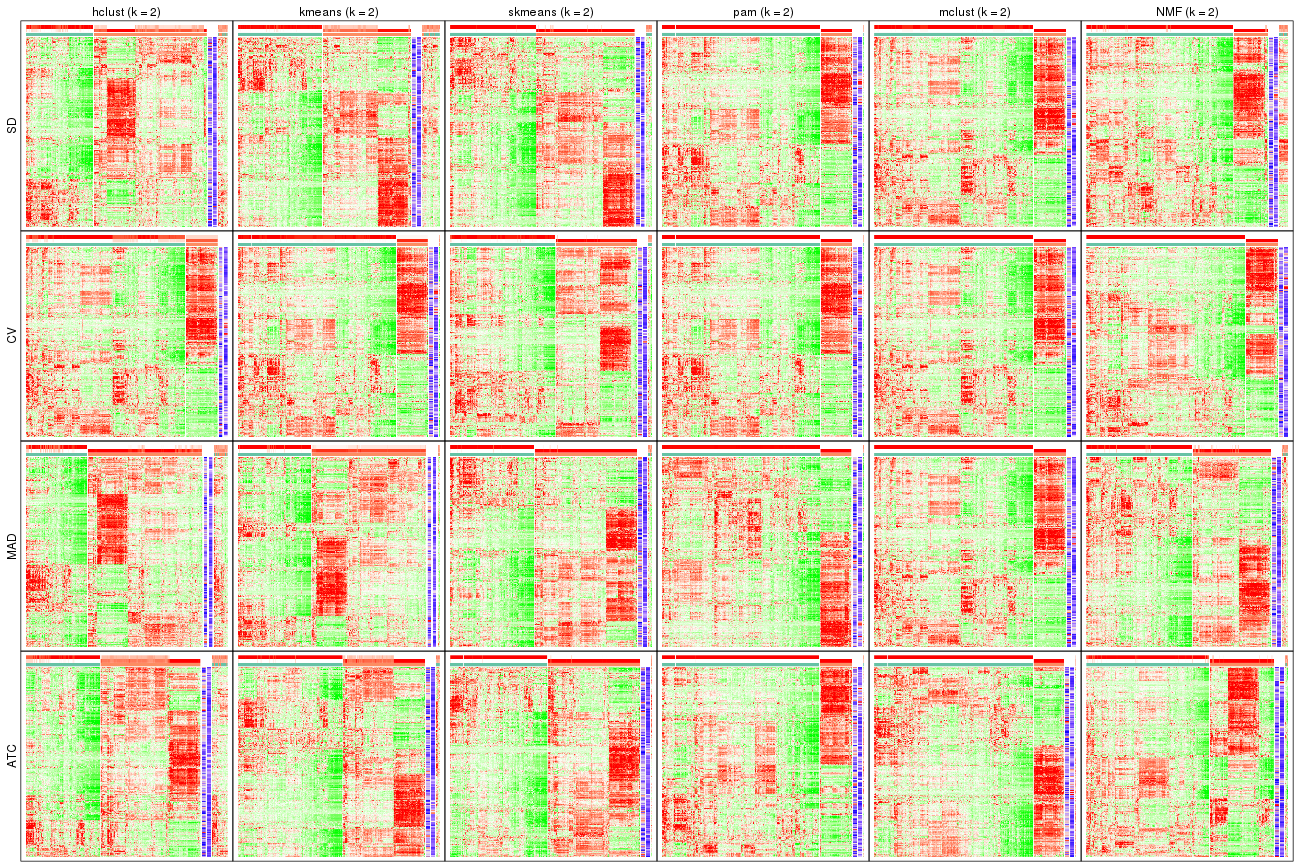 hclust (k = 2) kmeans (k = 2) skmeans (k = 2) pam (k = 2) mclust (k = 2) NMF (k = 2)
SD
CV
MAD
ATC